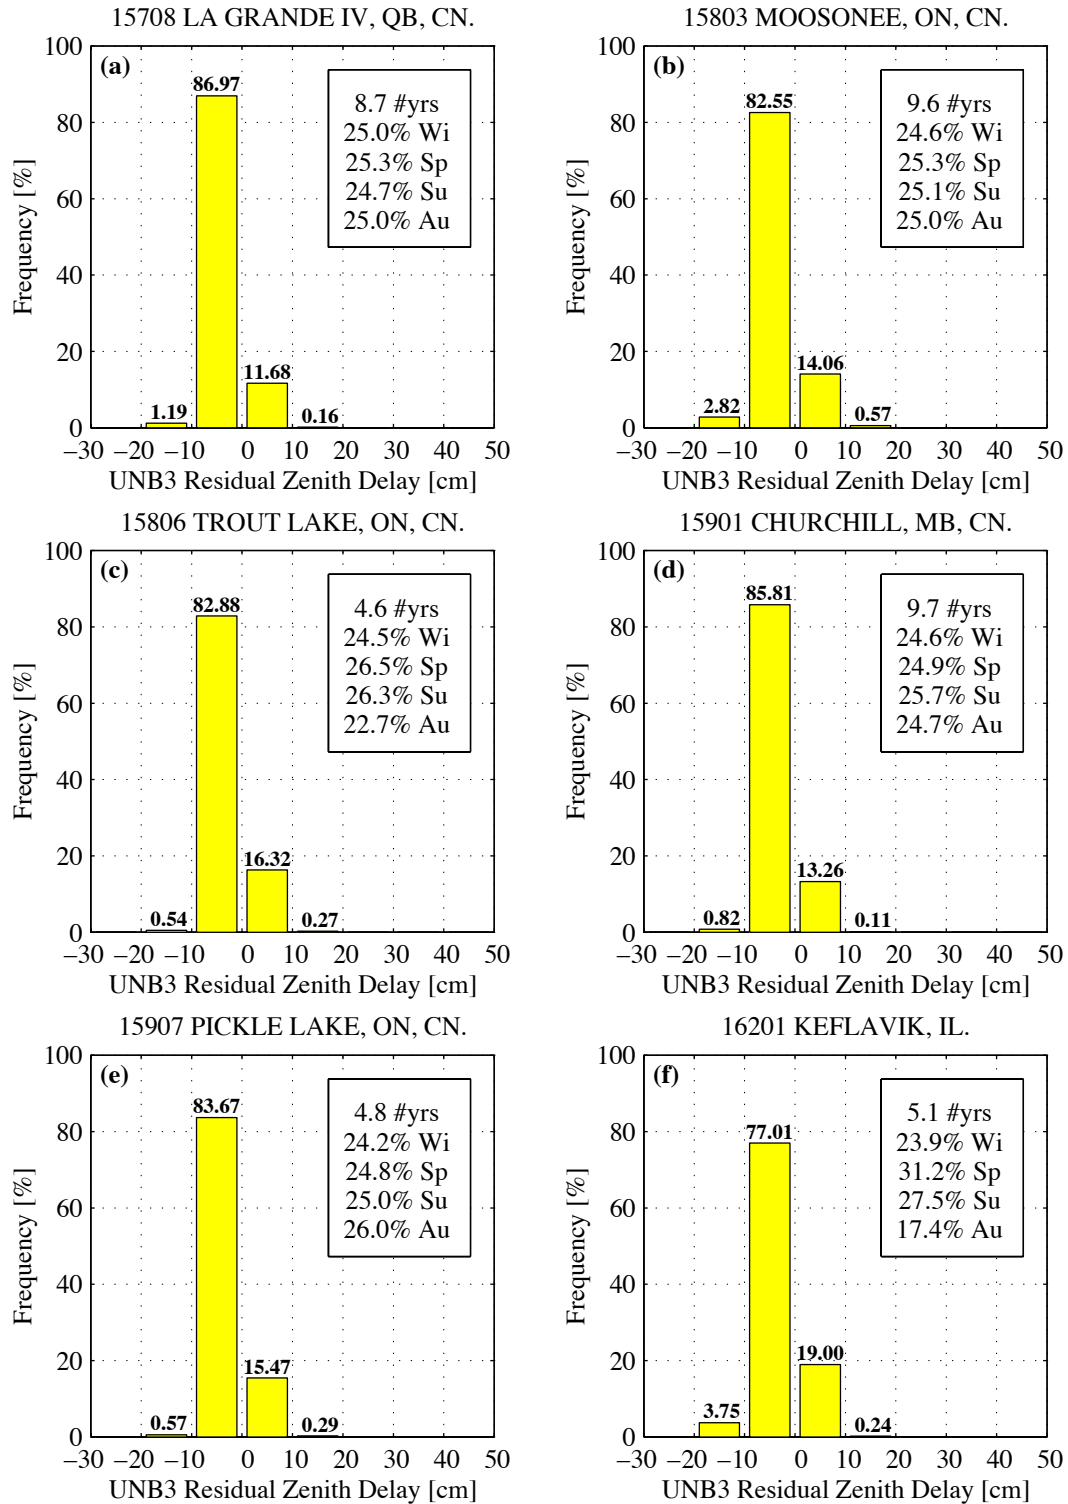 15708 LA GRANDE IV, QB, CN.
(a)
8.7 #yrs
25.0% Wi
25.3% Sp
24.7% Su
25.0% Au
100
80
60
40
20
0
Frequency [%]
1.19
86.97
11.68
0.16
−30 −20 −10 0 10 20 30 40 50
UNB3 Residual Zenith Delay [cm]
15803 MOOSONEE, ON, CN.
(b)
9.6 #yrs
24.6% Wi
25.3% Sp
25.1% Su
25.0% Au
100
80
60
40
20
0
Frequency [%]
2.82
82.55
14.06
0.57
−30 −20 −10 0 10 20 30 40 50
UNB3 Residual Zenith Delay [cm]
15806 TROUT LAKE, ON, CN.
(c)
4.6 #yrs
24.5% Wi
26.5% Sp
26.3% Su
22.7% Au
100
80
60
40
20
0
Frequency [%]
0.54
82.88
16.32
0.27
−30 −20 −10 0 10 20 30 40 50
UNB3 Residual Zenith Delay [cm]
15901 CHURCHILL, MB, CN.
(d)
9.7 #yrs
24.6% Wi
24.9% Sp
25.7% Su
24.7% Au
100
80
60
40
20
0
Frequency [%]
0.82
85.81
13.26
0.11
−30 −20 −10 0 10 20 30 40 50
UNB3 Residual Zenith Delay [cm]
15907 PICKLE LAKE, ON, CN.
(e)
4.8 #yrs
24.2% Wi
24.8% Sp
25.0% Su
26.0% Au
100
80
60
40
20
0
Frequency [%]
0.57
83.67
15.47
0.29
−30 −20 −10 0 10 20 30 40 50
UNB3 Residual Zenith Delay [cm]
16201 KEFLAVIK, IL.
(f)
5.1 #yrs
23.9% Wi
31.2% Sp
27.5% Su
17.4% Au
100
80
60
40
20
0
Frequency [%]
3.75
77.01
19.00
0.24
−30 −20 −10 0 10 20 30 40 50
UNB3 Residual Zenith Delay [cm]